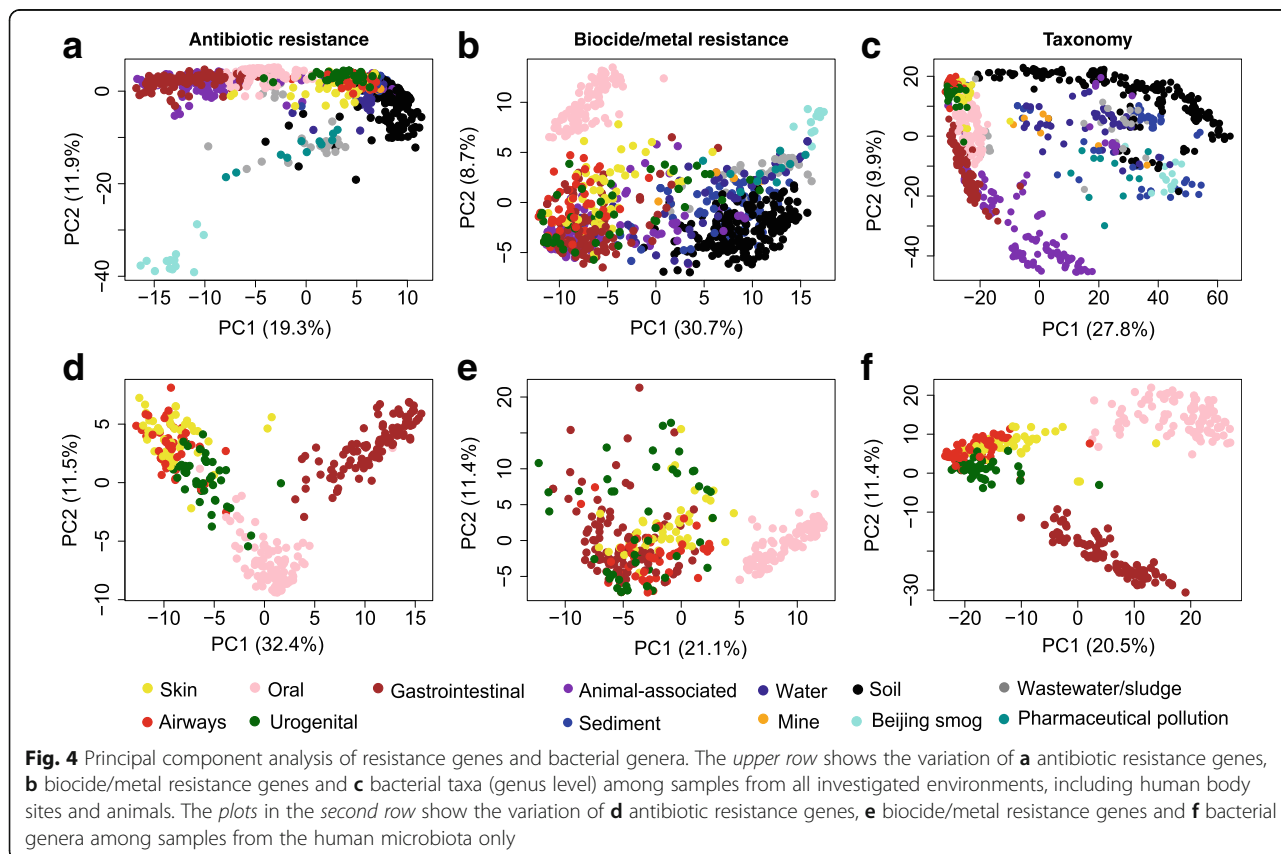 a Antibiotic resistance
b Biocide/metal resistance
c Taxonomy
PC2 (11.9%)
0
−20
−40
−15 −10 −5 0 5 10
PC1 (19.3%)
PC2 (8.7%)
10
5
0
−5
−10 −5 0 5 10 15
PC1 (30.7%)
PC2 (9.9%)
20
0
−20
−40
−20 0 20 40 60
PC1 (27.8%)
d
PC2 (11.5%)
5
0
−5
−10
−10 −5 0 5 10 15
PC1 (32.4%)
e
PC2 (11.4%)
20
15
10
5
0
−5
−10 −5 0 5 10
PC1 (21.1%)
f
PC2 (11.4%)
20
10
0
−10
−30
−20 −10 0 10 20
PC1 (20.5%)
Skin Oral Gastrointestinal Animal-associated Water Soil Wastewater/sludge
Airways Urogenital Sediment Mine Beijing smog Pharmaceutical pollution
Fig. 4 Principal component analysis of resistance genes and bacterial genera. The upper row shows the variation of a antibiotic resistance genes,
b biocide/metal resistance genes and c bacterial taxa (genus level) among samples from all investigated environments, including human body
sites and animals. The plots in the second row show the variation of d antibiotic resistance genes, e biocide/metal resistance genes and f bacterial
genera among samples from the human microbiota only